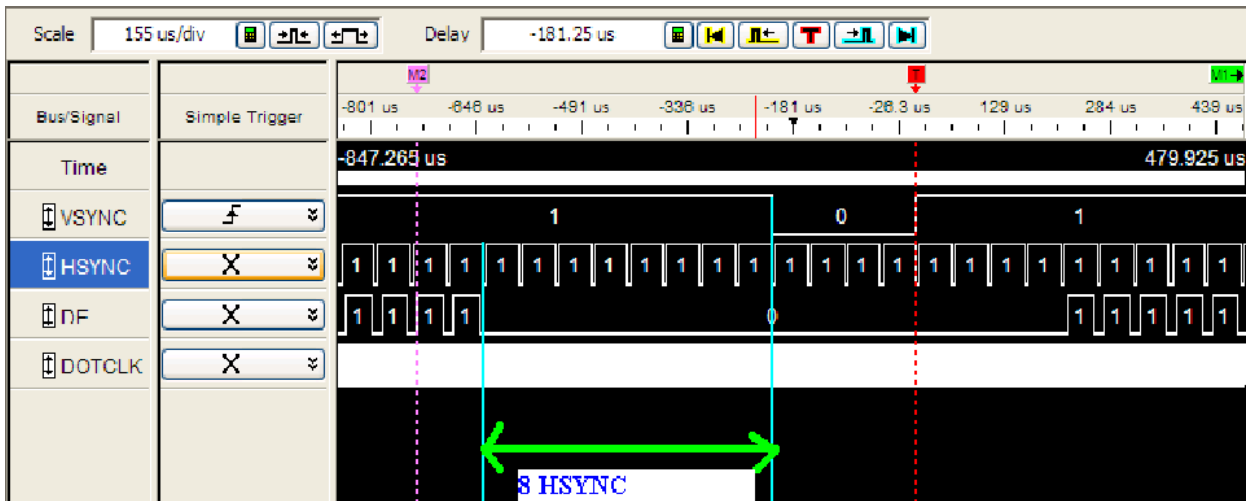 Scale 155 us/div Delay -181.25 us
M2 T M1
Bus/Signal Simple Trigger -801 us -646 us -491 us -336 us -181 us -26.3 us 129 us 284 us 439 us
Time -847.265 us 479.925 us
VSYNC 1 0 1
HSYNC X 1 1 1 1 1 1 1 1 1 1 1 1 1 1 1 1 1 1 1 1 1 1 1 1 1
DE X 1 1 1 1 0 1 1 1 1 1
DOTCLK X
8 HSYNC